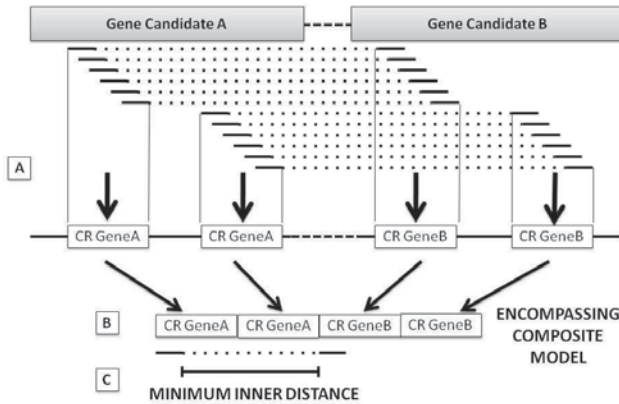 Gene Candidate A
Gene Candidate B
A
CR GeneA
CR GeneA
CR GeneB
CR GeneB
B
CR GeneA
CR GeneA
CR GeneB
CR GeneB
ENCOMPASSING
COMPOSITE
MODEL
C
MINIMUM INNER DISTANCE